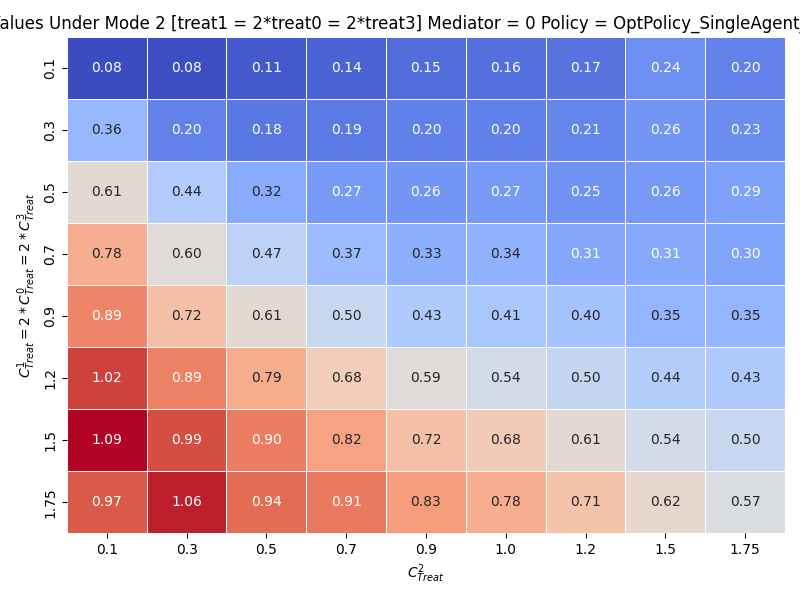 alues Under Mode 2 [treat1 = 2*treat0 = 2*treat3] Mediator = 0 Policy = OptPolicy_SingleAgent_
0.1 0.08 0.08 0.11 0.14 0.15 0.16 0.17 0.24 0.20
0.3 0.36 0.20 0.18 0.19 0.20 0.20 0.21 0.26 0.23
0.5 0.61 0.44 0.32 0.27 0.26 0.27 0.25 0.26 0.29
0.7 0.78 0.60 0.47 0.37 0.33 0.34 0.31 0.31 0.30
0.9 0.89 0.72 0.61 0.50 0.43 0.41 0.40 0.35 0.35
1.2 1.02 0.89 0.79 0.68 0.59 0.54 0.50 0.44 0.43
1.5 1.09 0.99 0.90 0.82 0.72 0.68 0.61 0.54 0.50
1.75 0.97 1.06 0.94 0.91 0.83 0.78 0.71 0.62 0.57
0.1 0.3 0.5 0.7 0.9 1.0 1.2 1.5 1.75
C^2_{Treat}
C^1_{Treat} = 2 * C^0_{Treat} = 2 * C^3_{Treat}